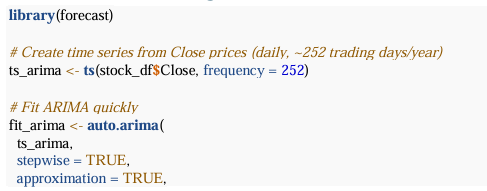 library(forecast)
# Create time series from Close prices (daily, ~252 trading days/year)
ts_arima <- ts(stock_df$Close, frequency = 252)
# Fit ARIMA quickly
fit_arima <- auto.arima(
  ts_arima,
  stepwise = TRUE,
  approximation = TRUE,